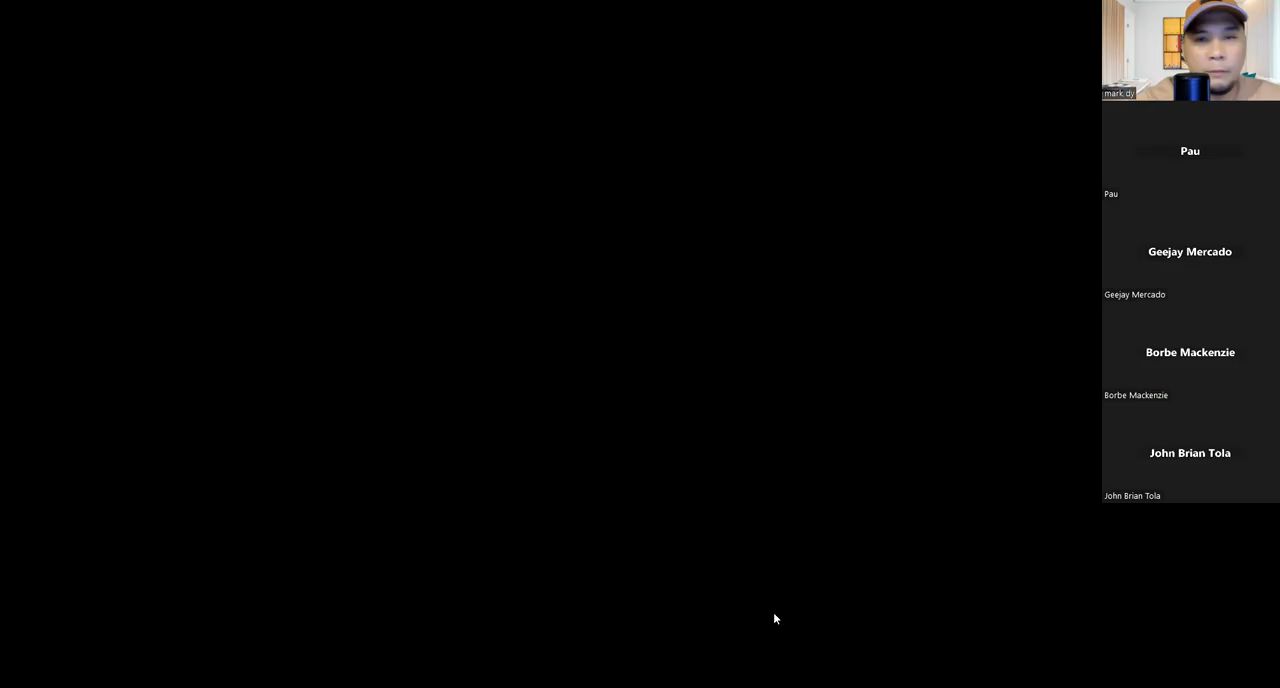 mark dy
Pau
Pau
Geejay Mercado
Geejay Mercado
Borbe Mackenzie
Borbe Mackenzie
John Brian Tola
John Brian Tola